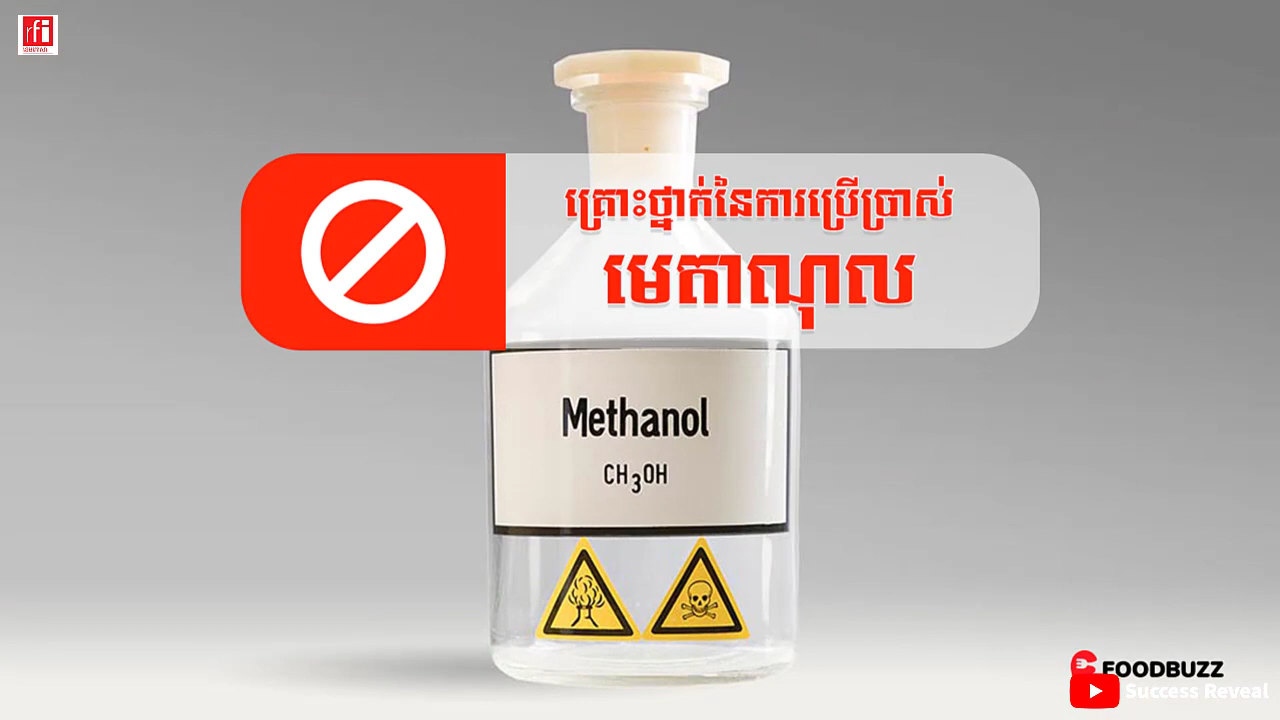 rfi
គ្រោះថ្នាក់នៃការប្រើប្រាស់
មេតាណុល
Methanol
CH3OH
FOODBUZZ
Success Reveal